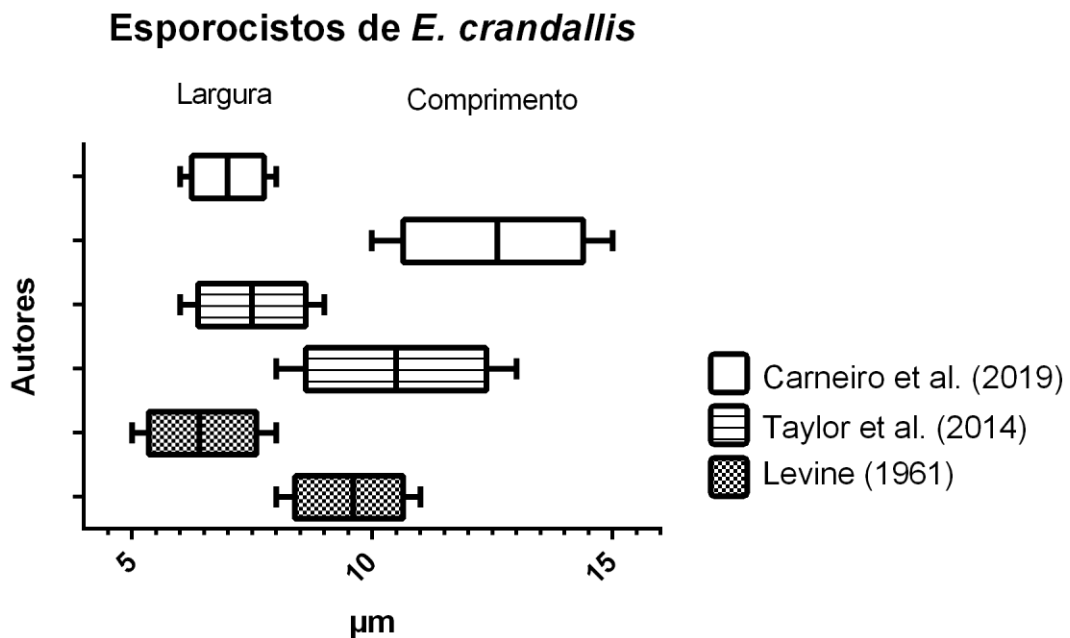 Esporocistos de E. crandallis
Largura
Comprimento
Autores
Carneiro et al. (2019)
Taylor et al. (2014)
Levine (1961)
5
10
15
µm